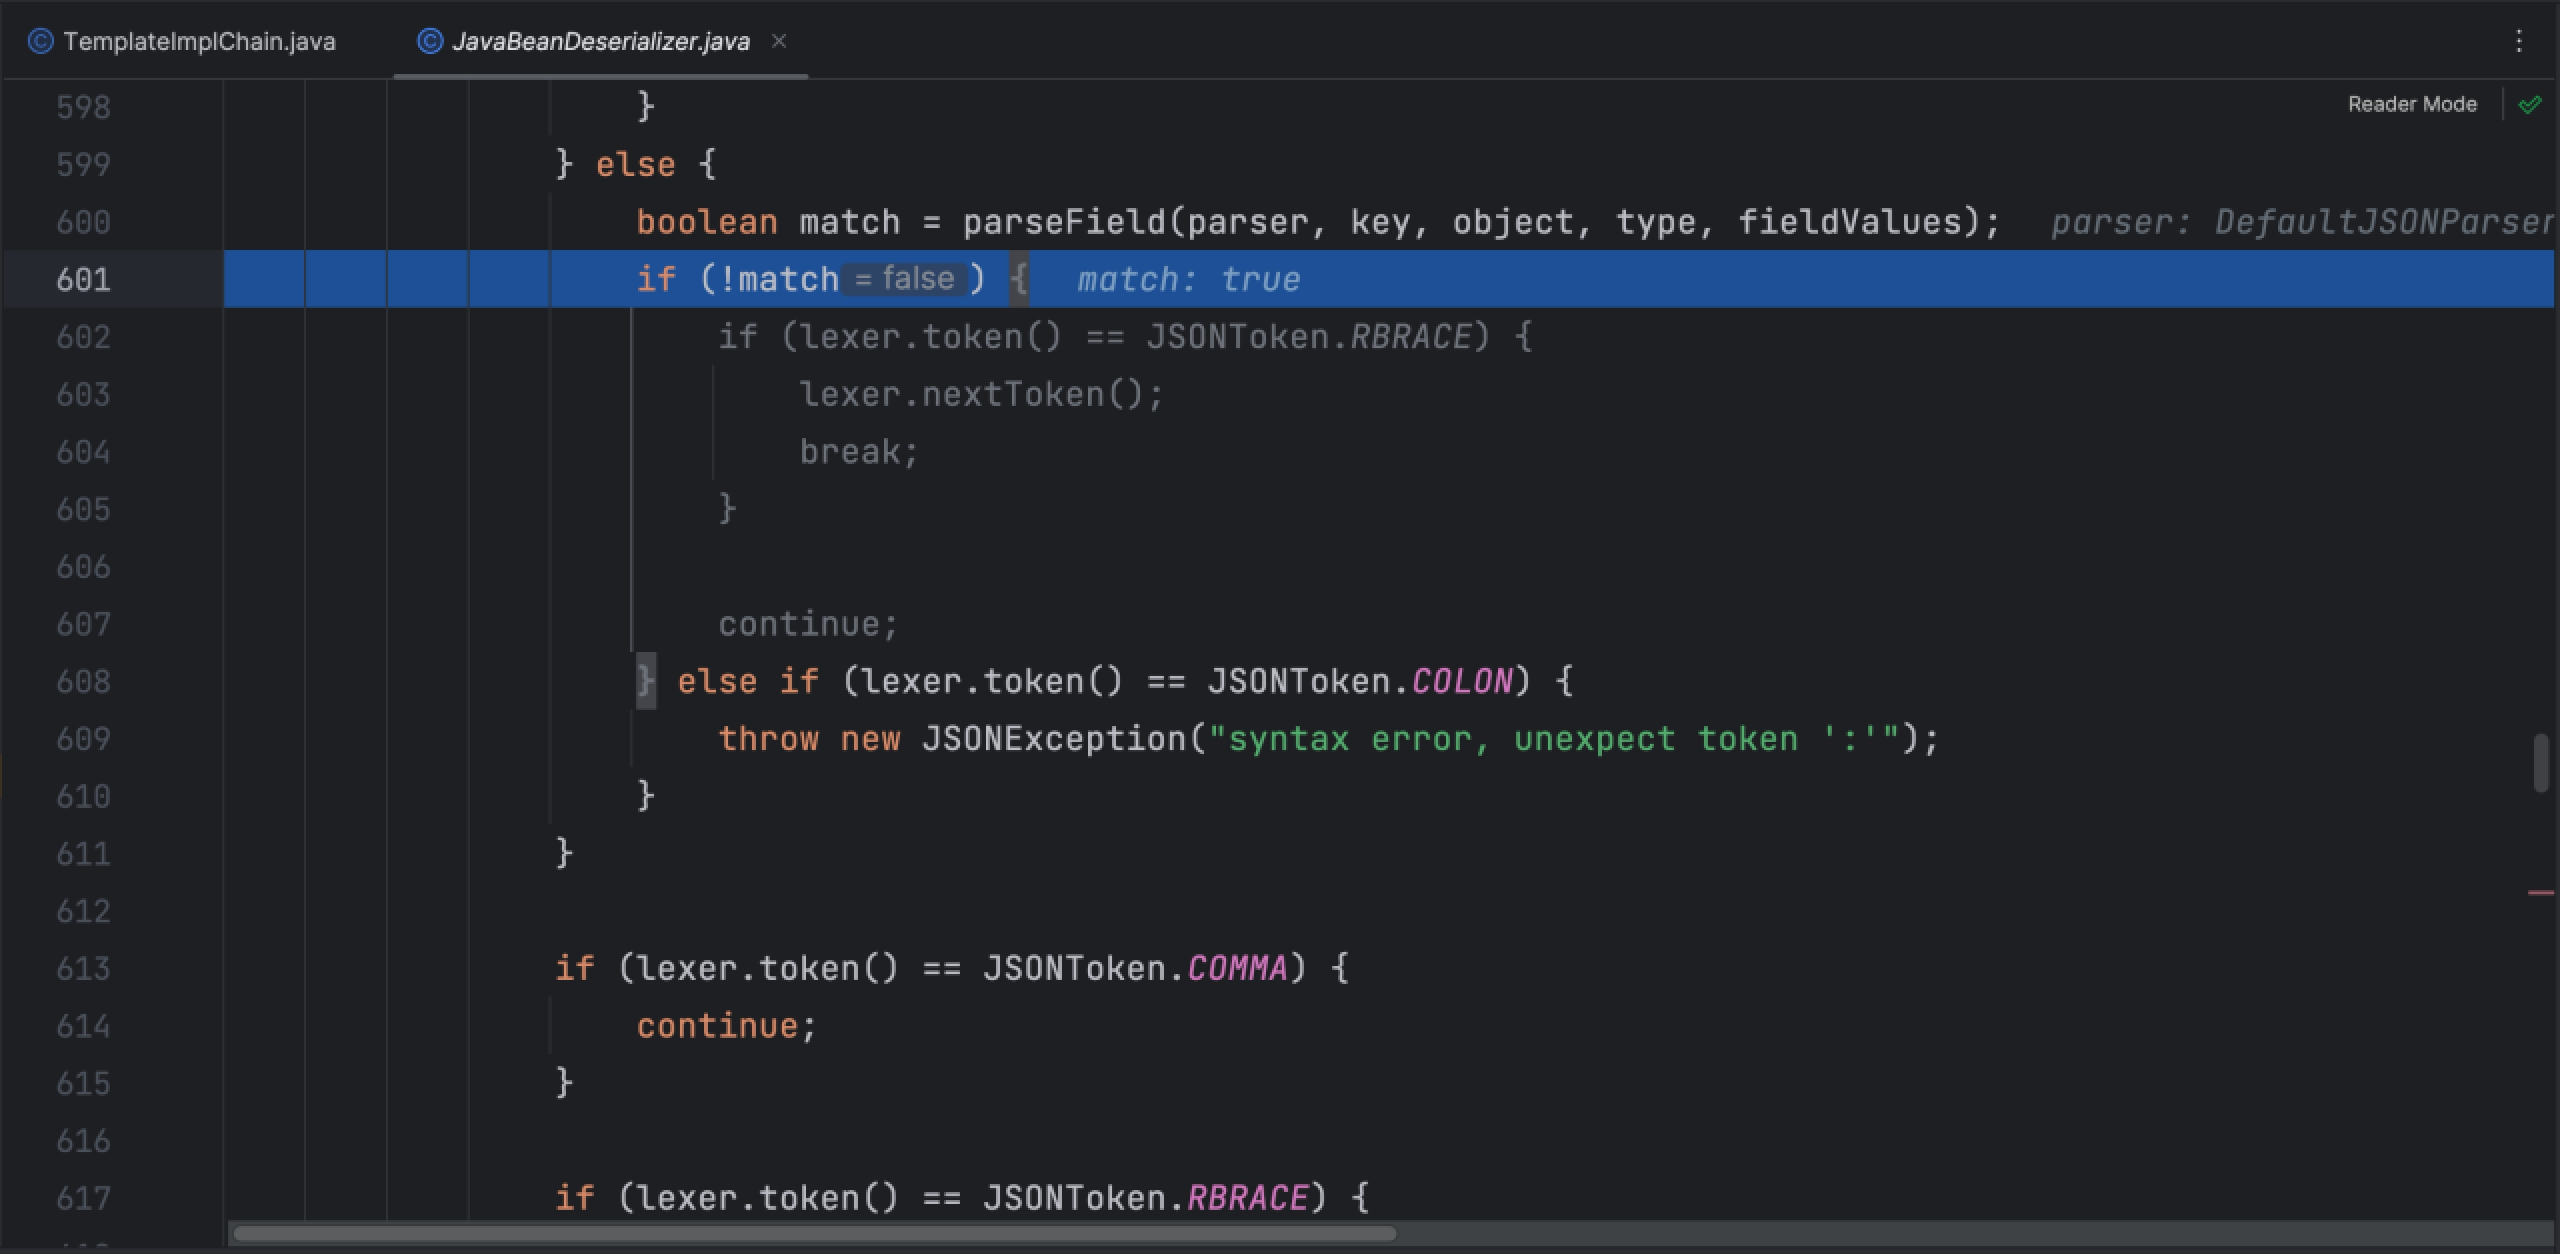 TemplateImplChain.java JavaBeanDeserializer.java
Reader Mode
598 }
599 } else {
600 boolean match = parseField(parser, key, object, type, fieldValues); parser: DefaultJSONParser
601 if (!match = false ) { match: true
602 if (lexer.token() == JSONToken.RBRACE) {
603 lexer.nextToken();
604 break;
605 }
606
607 continue;
608 } else if (lexer.token() == JSONToken.COLON) {
609 throw new JSONException("syntax error, unexpect token ':'");
610 }
611 }
612
613 if (lexer.token() == JSONToken.COMMA) {
614 continue;
615 }
616
617 if (lexer.token() == JSONToken.RBRACE) {